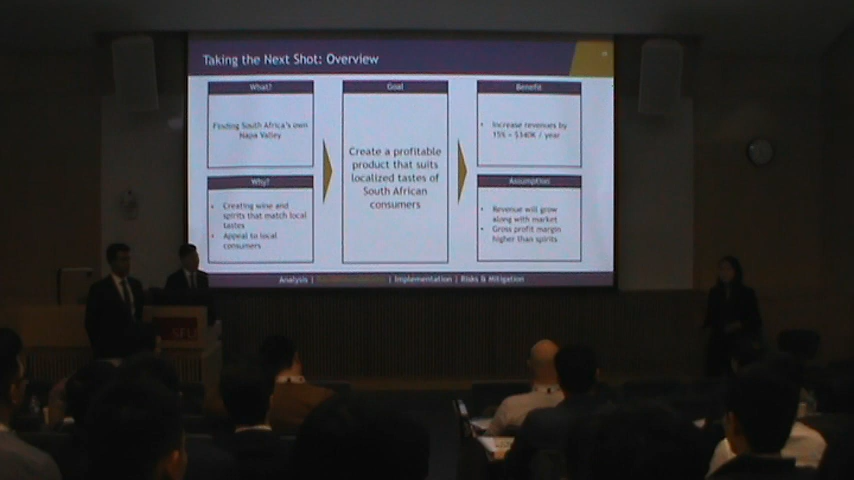 Taking the Next Shot: Overview
What?
Finding South Africa's own
Napa Valley
Why?
• Creating wine and
spirits that match local
tastes
• Appeal to local
consumers
Goal
Create a profitable
product that suits
localized tastes of
South African
consumers
Benefit
• Increase revenues by
15% - $340K / year
Assumption
• Revenue will grow
along with market
• Gross profit margin
higher than spirits
Analysis | | Implementation | Risks & Mitigation
SFU